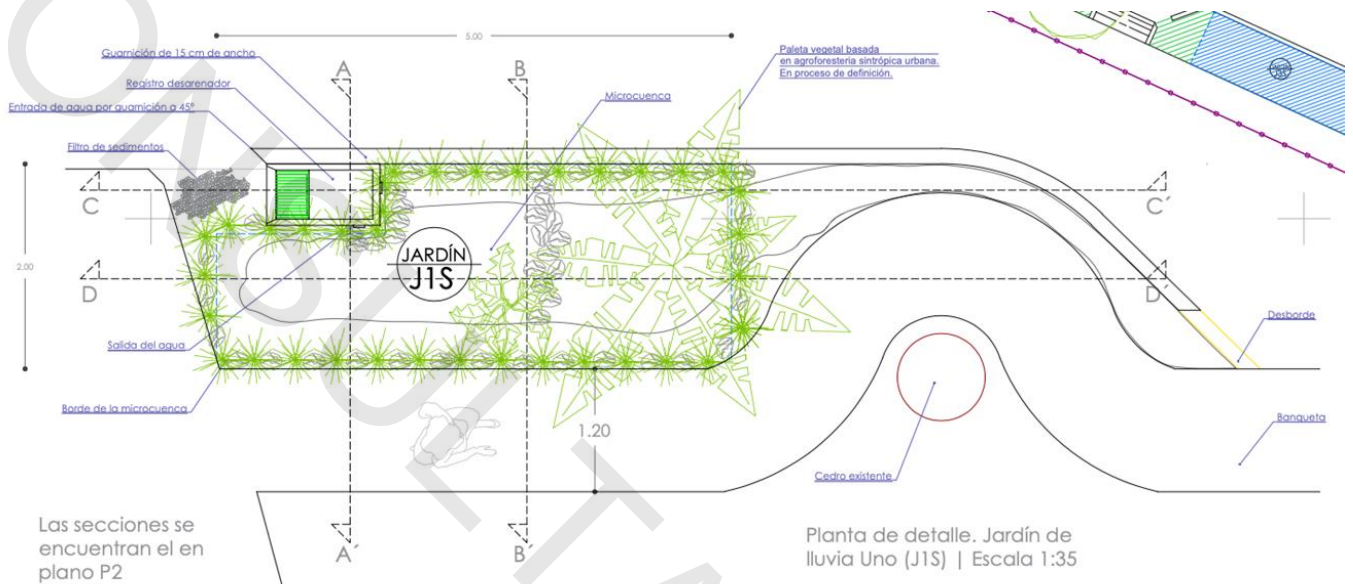 5.00
Guarnición de 15 cm de ancho
Registro desarenador
Entrada de agua por guarnición a 45°
Filtro de sedimentos
A
B
Microcuenca
Paleta vegetal basada
en agroforestería sintrópica urbana.
En proceso de definición.
2.00
C
C´
JARDÍN
J1S
D
D´
Salida del agua
Borde de la microcuenca
Desborde
1.20
Cedro existente
Banqueta
A´
B´
Las secciones se
encuentran el en
plano P2
Planta de detalle. Jardín de
lluvia Uno (J1S) | Escala 1:35